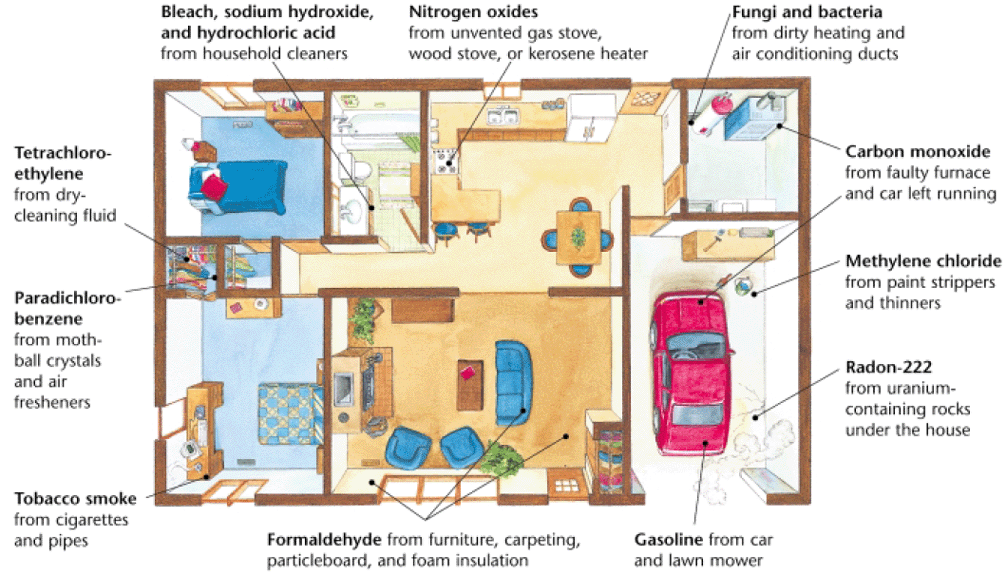 Bleach, sodium hydroxide,
and hydrochloric acid
from household cleaners
Nitrogen oxides
from unvented gas stove,
wood stove, or kerosene heater
Fungi and bacteria
from dirty heating and
air conditioning ducts
Tetrachloro-
ethylene
from dry-
cleaning fluid
Carbon monoxide
from faulty furnace
and car left running
Methylene chloride
from paint strippers
and thinners
Paradichloro-
benzene
from moth-
ball crystals
and air
fresheners
Radon-222
from uranium-
containing rocks
under the house
Tobacco smoke
from cigarettes
and pipes
Formaldehyde from furniture, carpeting,
particleboard, and foam insulation
Gasoline from car
and lawn mower